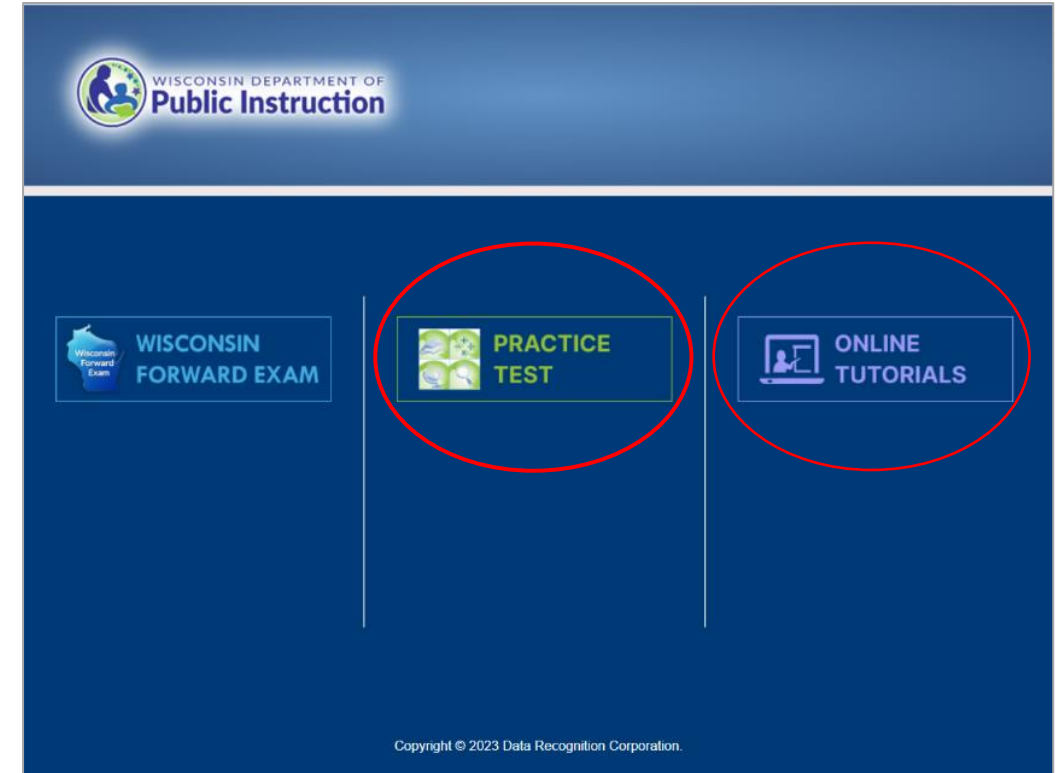 WISCONSIN DEPARTMENT OF
Public Instruction
Wisconsin
Forward
Exam
WISCONSIN
FORWARD EXAM
PRACTICE
TEST
ONLINE
TUTORIALS
Copyright © 2023 Data Recognition Corporation.